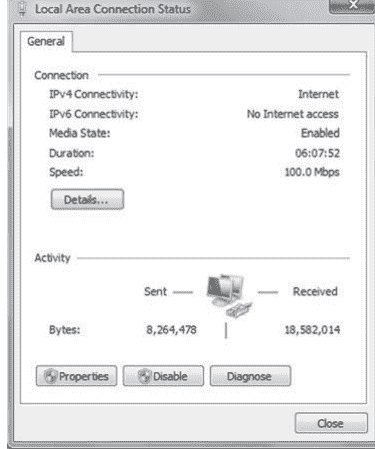 Local Area Connection Status
General
Connection
IPv4 Connectivity: Internet
IPv6 Connectivity: No Internet access
Media State: Enabled
Duration: 06:07:52
Speed: 100.0 Mbps
Details...
Activity
Sent Received
Bytes: 8,264,478 18,582,014
Properties Disable Diagnose
Close